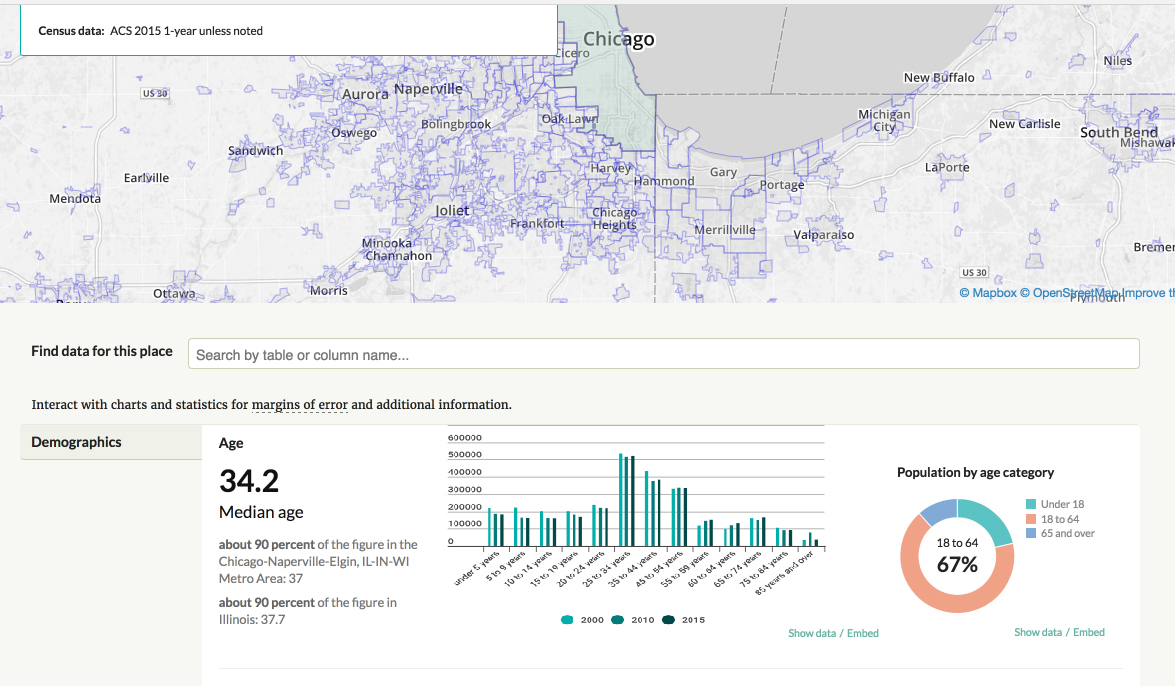 Census data: ACS 2015 1-year unless noted
Chicago
Cicero
Niles
New Buffalo
US 30
Aurora
Naperville
Michigan
City
Oak Lawn
Bolingbrook
New Carlisle
Oswego
South Bend
Sandwich
Harvey
Gary
LaPorte
Earlville
Hammond
Portage
Mendota
Joliet
Chicago
Heights
Frankfort
Merrillville
Valparaiso
Minooka
Channahon
US 30
Ottawa
Morris
© Mapbox © OpenStreetMap Improve th
Plymouth
Find data for this place
Search by table or column name...
Interact with charts and statistics for margins of error and additional information.
Demographics
Age
34.2
Median age
about 90 percent of the figure in the
Chicago-Naperville-Elgin, IL-IN-WI
Metro Area: 37
about 90 percent of the figure in
Illinois: 37.7
600000
500000
400000
300000
200000
100000
0
under 5 years
5 to 9 years
10 to 14 years
15 to 19 years
20 to 24 years
25 to 34 years
35 to 44 years
45 to 54 years
55 to 59 years
60 to 64 years
65 to 74 years
75 to 84 years
85 years and over
2000 2010 2015
Show data / Embed
Population by age category
18 to 64
67%
Under 18
18 to 64
65 and over
Show data / Embed